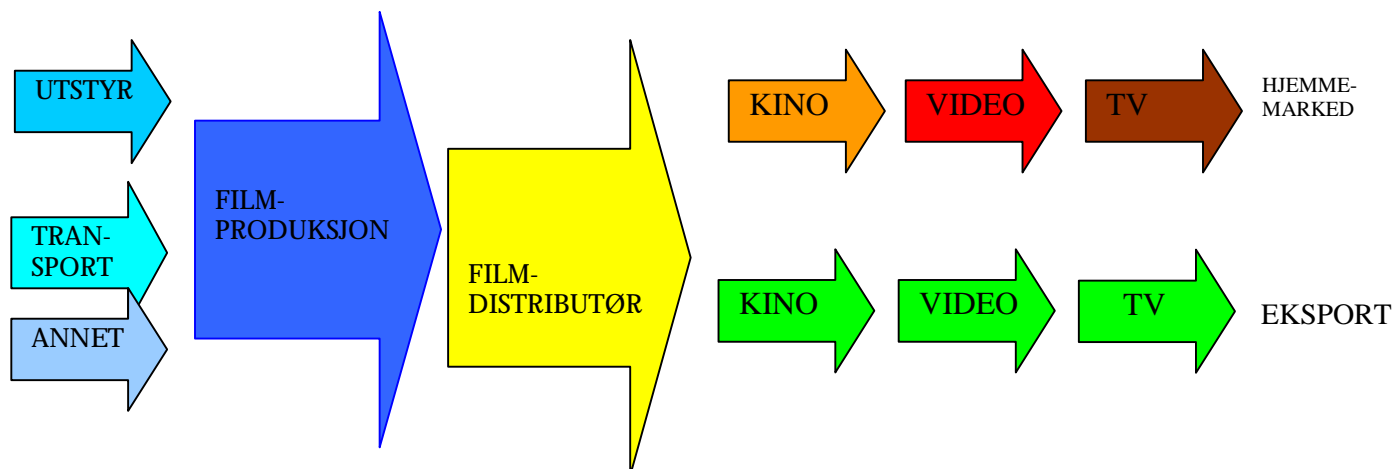 UTSTYR
TRAN-
SPORT
ANNET
FILM-
PRODUKSJON
FILM-
DISTRIBUTØR
KINO
VIDEO
TV
HJEMME-
MARKED
KINO
VIDEO
TV
EKSPORT